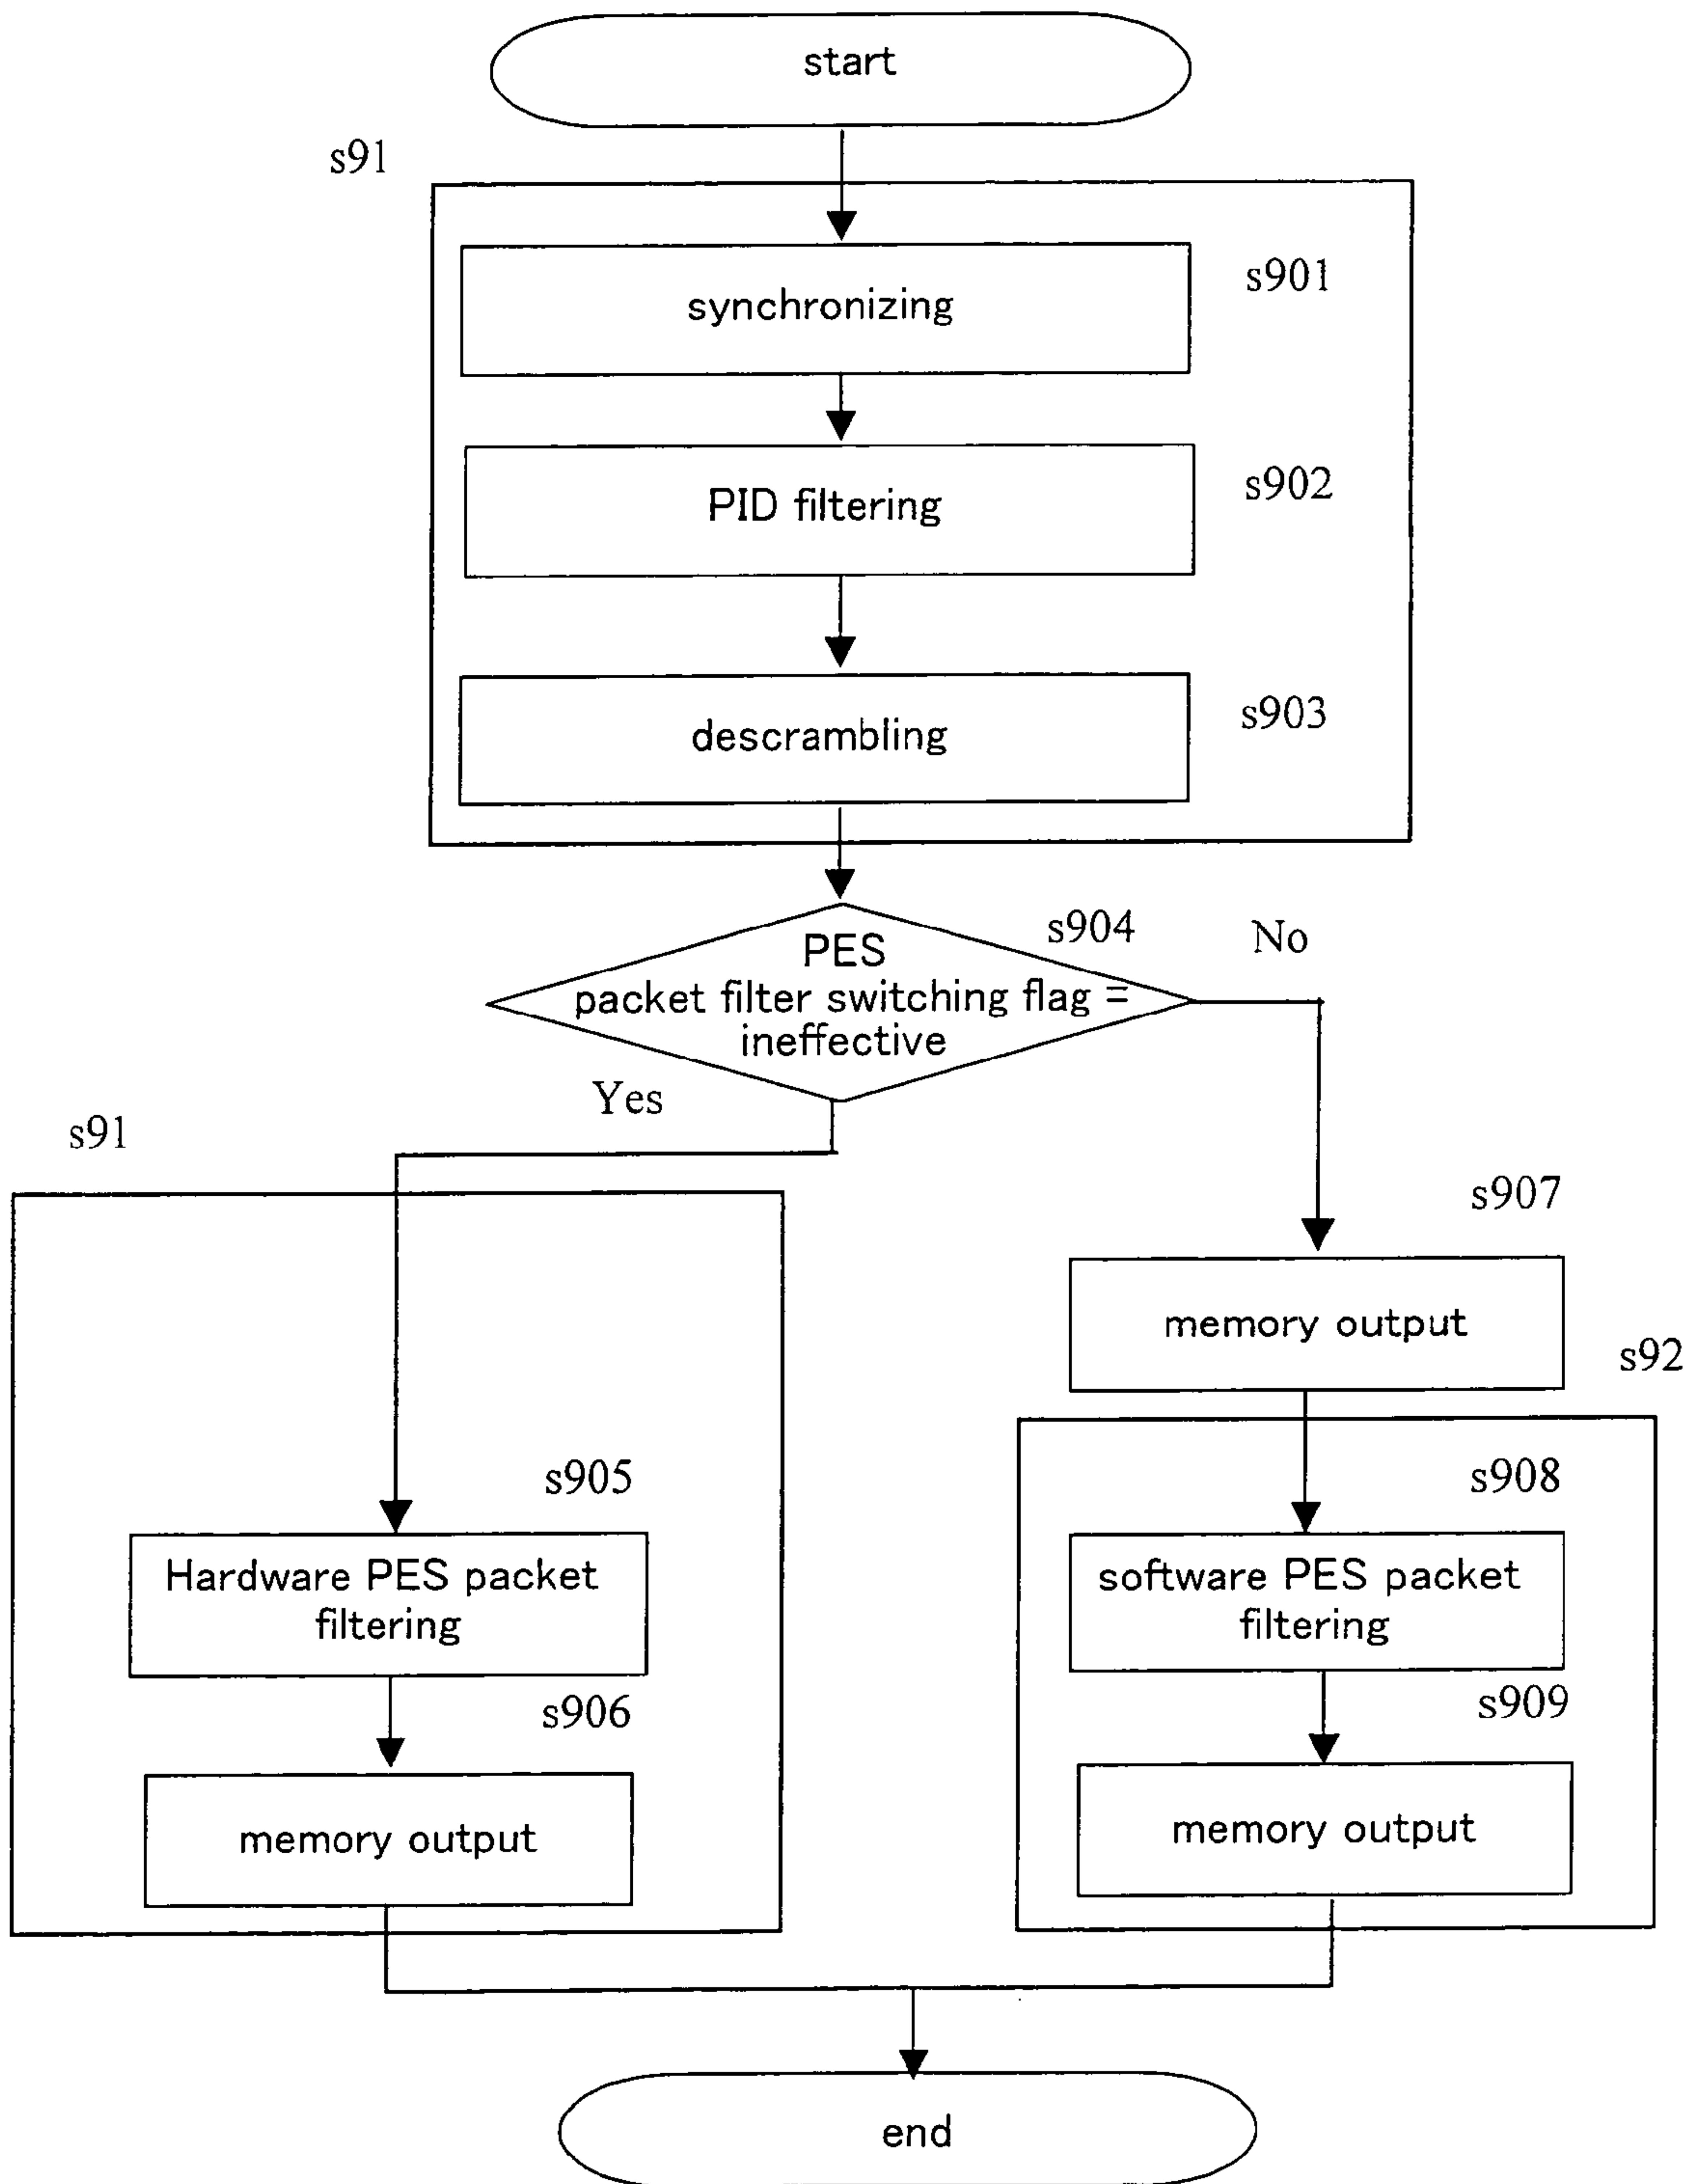 start
s91
synchronizing
s901
PID filtering
s902
descrambling
s903
PES
packet filter switching flag =
ineffective
s904
No
Yes
s91
s907
memory output
s92
s905
Hardware PES packet
filtering
s906
memory output
s908
software PES packet
filtering
s909
memory output
end